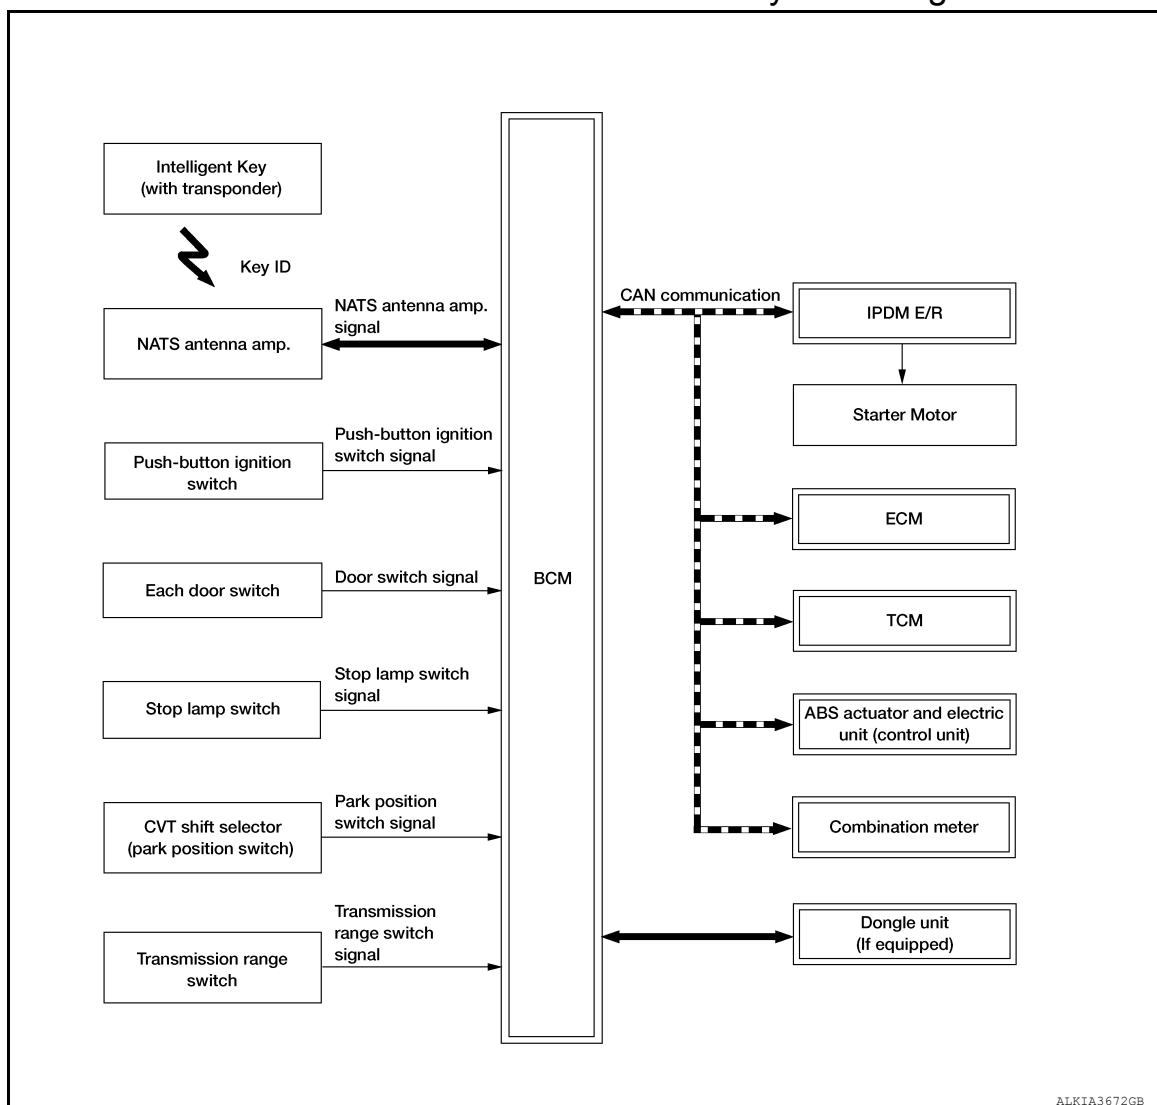 Intelligent Key
(with transponder)
Key ID
NATS antenna amp.
NATS antenna amp.
signal
Push-button ignition
switch
Push-button ignition
switch signal
Each door switch
Door switch signal
Stop lamp switch
Stop lamp switch
signal
CVT shift selector
(park position switch)
Park position
switch signal
Transmission range
switch
Transmission
range switch
signal
BCM
CAN communication
IPDM E/R
Starter Motor
ECM
TCM
ABS actuator and electric
unit (control unit)
Combination meter
Dongle unit
(If equipped)
ALKIA3672GB